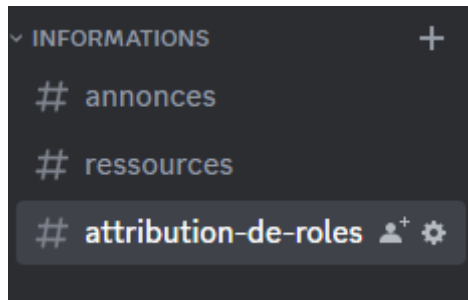 INFORMATIONS
# annonces
# ressources
# attribution-de-roles